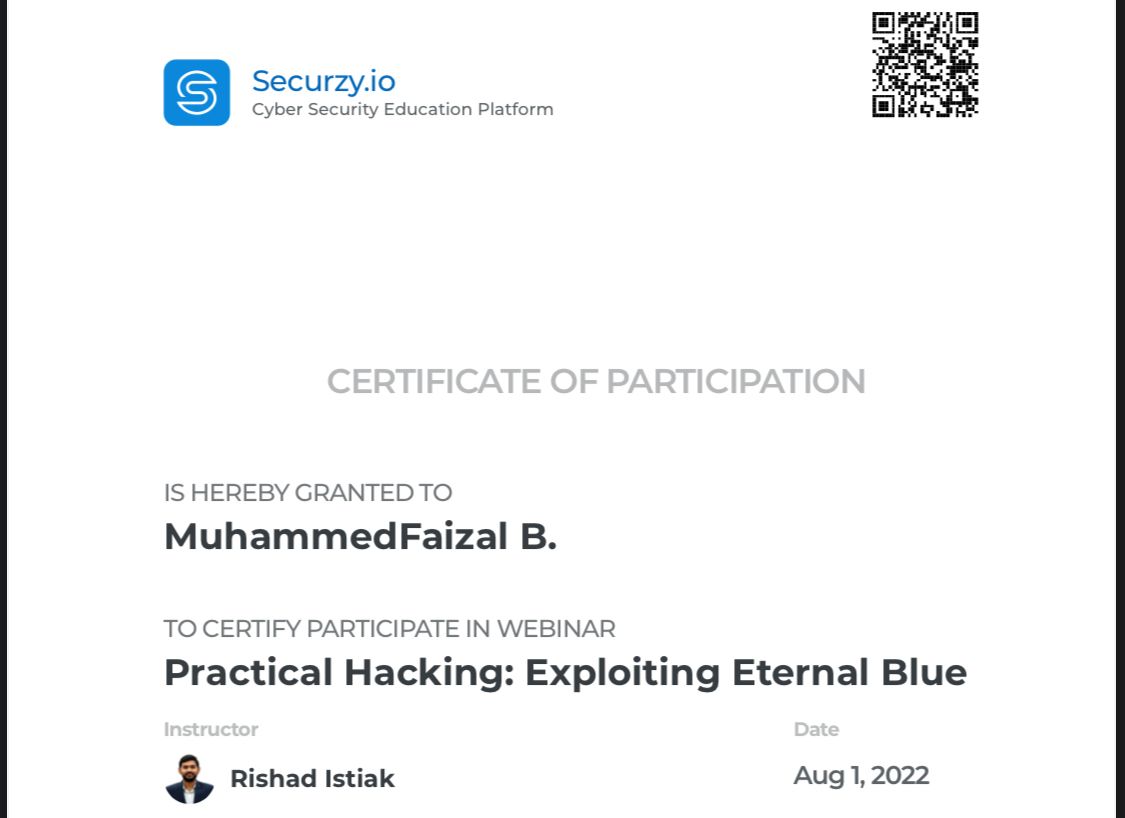 Securzy.io
Cyber Security Education Platform
CERTIFICATE OF PARTICIPATION
IS HEREBY GRANTED TO
MuhammedFaizal B.
TO CERTIFY PARTICIPATE IN WEBINAR
Practical Hacking: Exploiting Eternal Blue
Instructor
Date
Rishad Istiak
Aug 1, 2022